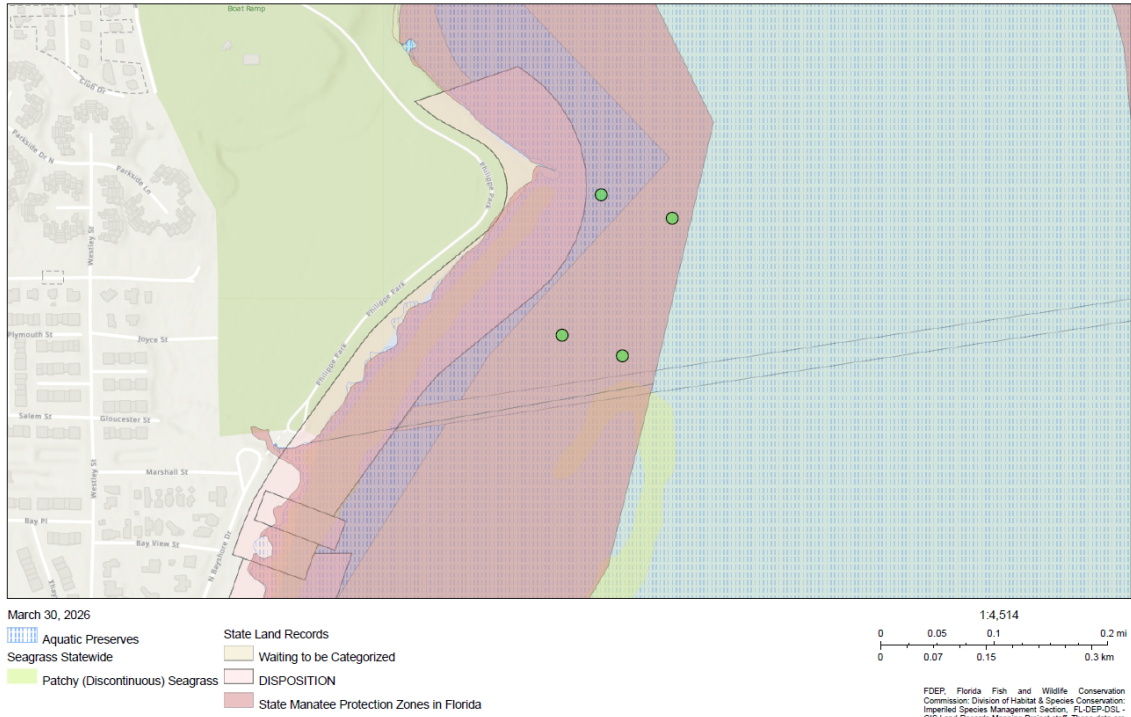 Boat Ramp
Club Dr
Parkside Dr N
Parkside Ln
Westley St
Philippe Park
Philippe Park
Philippe Park
Plymouth St
Joyce St
Salem St
Gloucester St
Westley St
Marshall St
Bay Pl
Bay View St
N Bayshore Dr
March 30, 2026
Aquatic Preserves
Seagrass Statewide
Patchy (Discontinuous) Seagrass
State Land Records
Waiting to be Categorized
DISPOSITION
State Manatee Protection Zones in Florida
1:4,514
0 0.05 0.1 0.2 mi
0 0.07 0.15 0.3 km
FDEP, Florida Fish and Wildlife Conservation
Commission: Division of Habitat & Species Conservation:
Imperiled Species Management Section, FL-DEP-DSL -